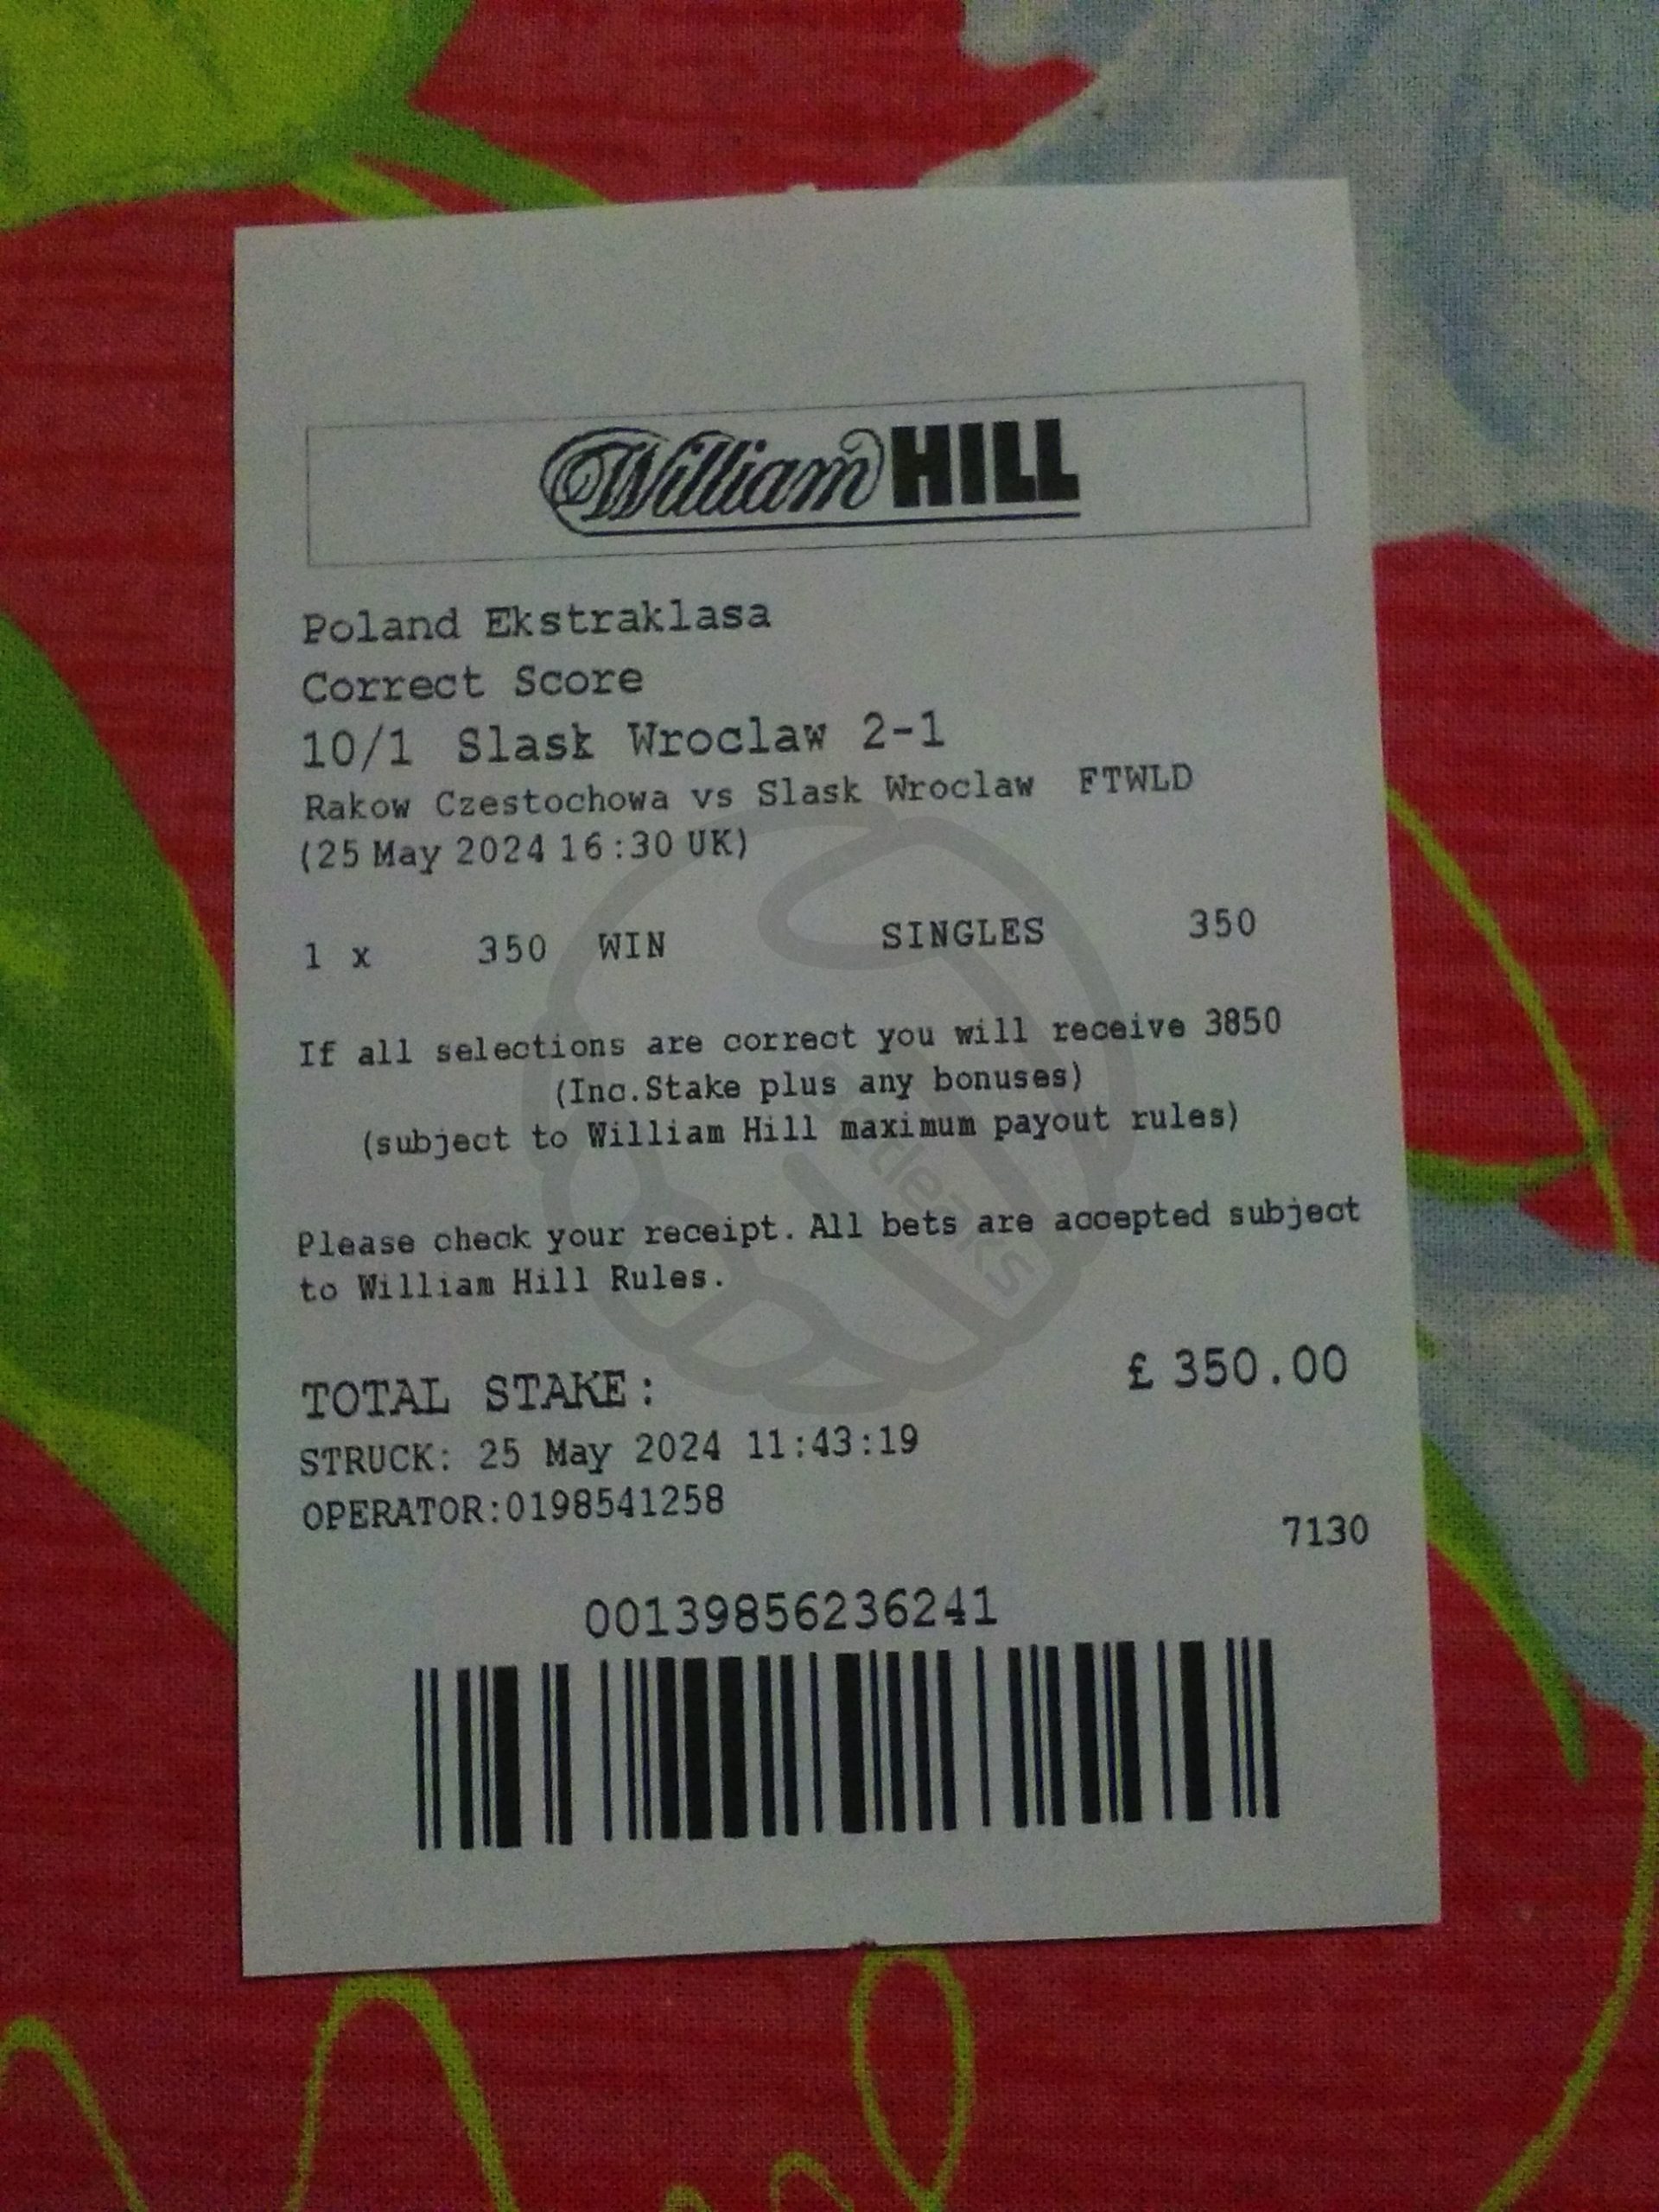 William HILL
Poland Ekstraklasa
Correct Score
10/1 Slask Wroclaw 2-1
Rakow Czestochowa vs Slask Wroclaw FTWLD
(25 May 2024 16:30 UK)
1 x 350 WIN SINGLES 350
If all selections are correct you will receive 3850
(Inc.Stake plus any bonuses)
(subject to William Hill maximum payout rules)
Please check your receipt. All bets are accepted subject
to William Hill Rules.
TOTAL STAKE: £ 350.00
STRUCK: 25 May 2024 11:43:19
OPERATOR:0198541258
7130
00139856236241